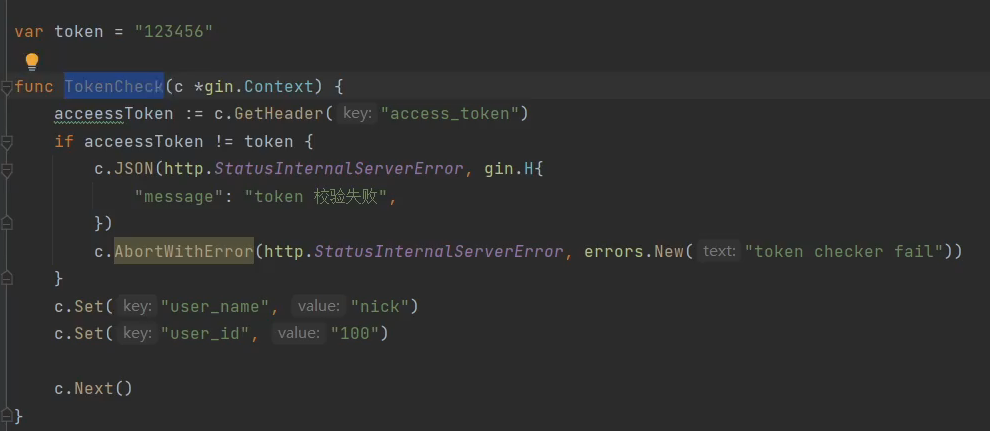 var token = "123456"
func TokenCheck(c *gin.Context) {
acceessToken := c.GetHeader( key: "access_token")
if acceessToken != token {
c.JSON(http.StatusInternalServerError, gin.H{
"message": "token 校验失败",
})
c.AbortWithError(http.StatusInternalServerError, errors.New( text: "token checker fail"))
}
c.Set( key: "user_name", value: "nick")
c.Set( key: "user_id", value: "100")
c.Next()
}